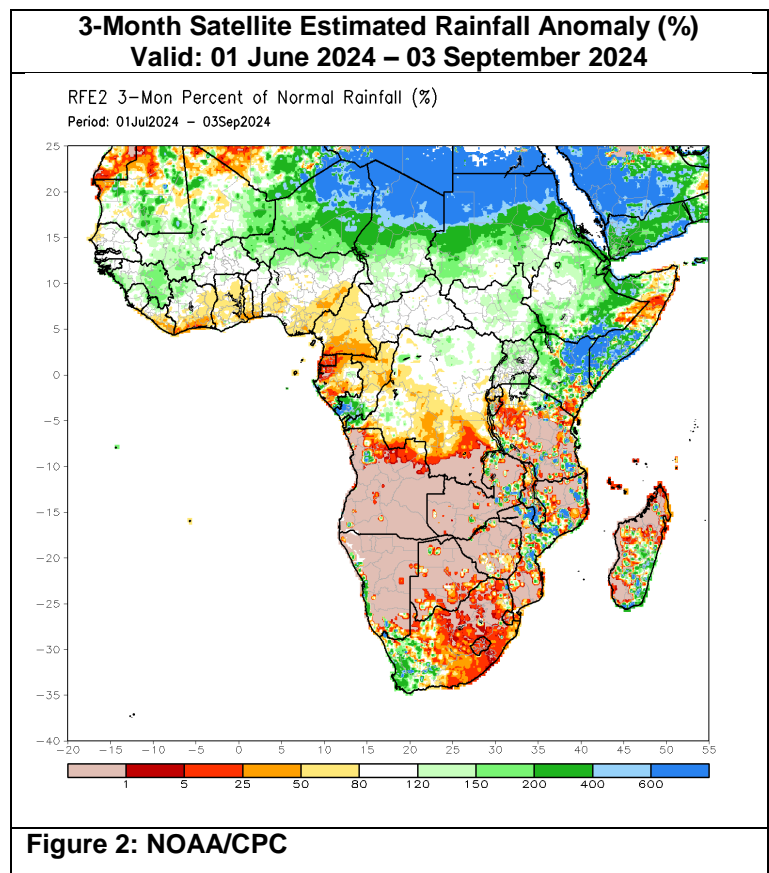 3-Month Satellite Estimated Rainfall Anomaly (%)
Valid: 01 June 2024 – 03 September 2024
RFE2 3-Mon Percent of Normal Rainfall (%)
Period: 01Jul2024 – 03Sep2024
25
20
15
10
5
0
−5
−10
−15
−20
−25
−30
−35
−40
−20 −15 −10 −5 0 5 10 15 20 25 30 35 40 45 50 55
1 5 25 50 80 120 150 200 400 600
Figure 2: NOAA/CPC